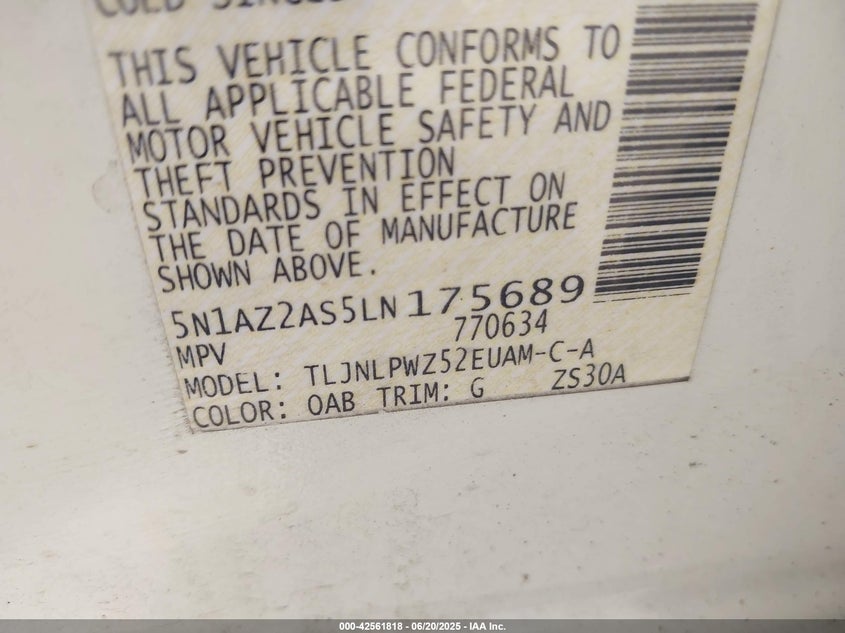 COLD
THIS VEHICLE CONFORMS TO
ALL APPLICABLE FEDERAL
MOTOR VEHICLE SAFETY AND
THEFT PREVENTION
STANDARDS IN EFFECT ON
THE DATE OF MANUFACTURE
SHOWN ABOVE.
5N1AZ2AS5LN175689
770634
MPV
MODEL: TLJNLPWZ52EUAM-C-A
COLOR: OAB TRIM: G ZS30A
000-42561818 - 06/20/2025 - IAA Inc.